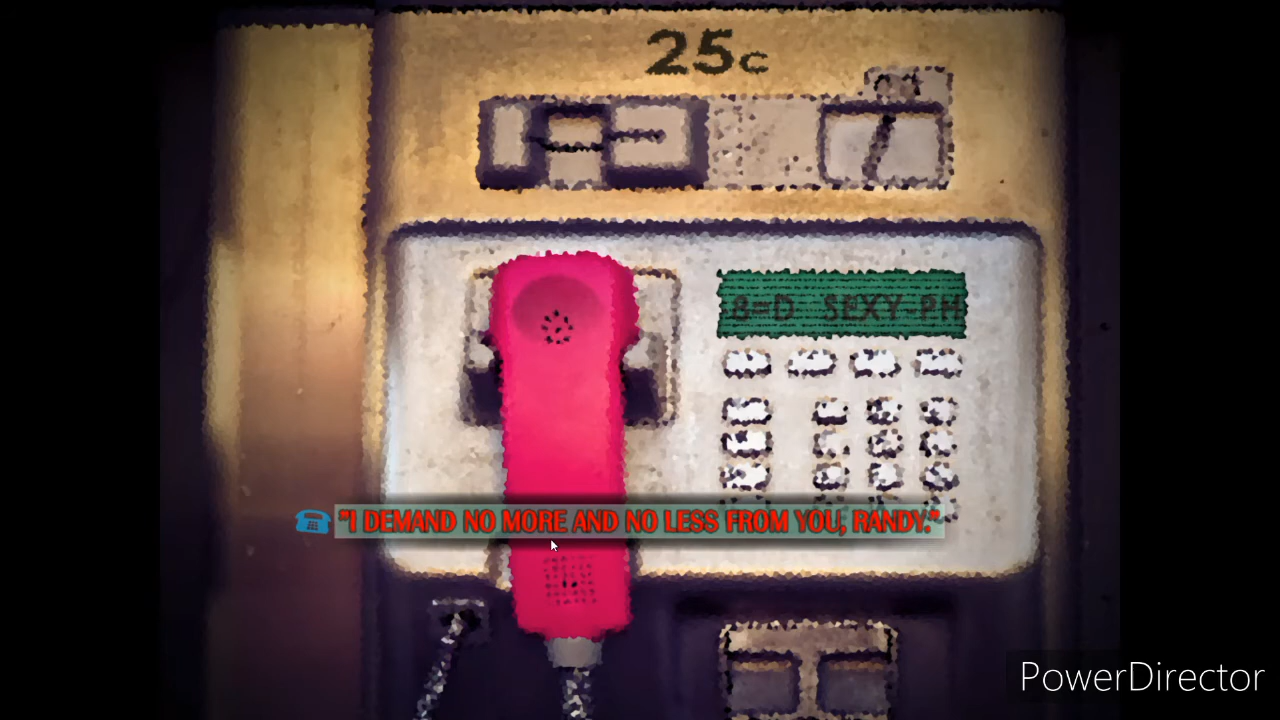 25c
8=D SEXY-PH
"I DEMAND NO MORE AND NO LESS FROM YOU, RANDY."
PowerDirector